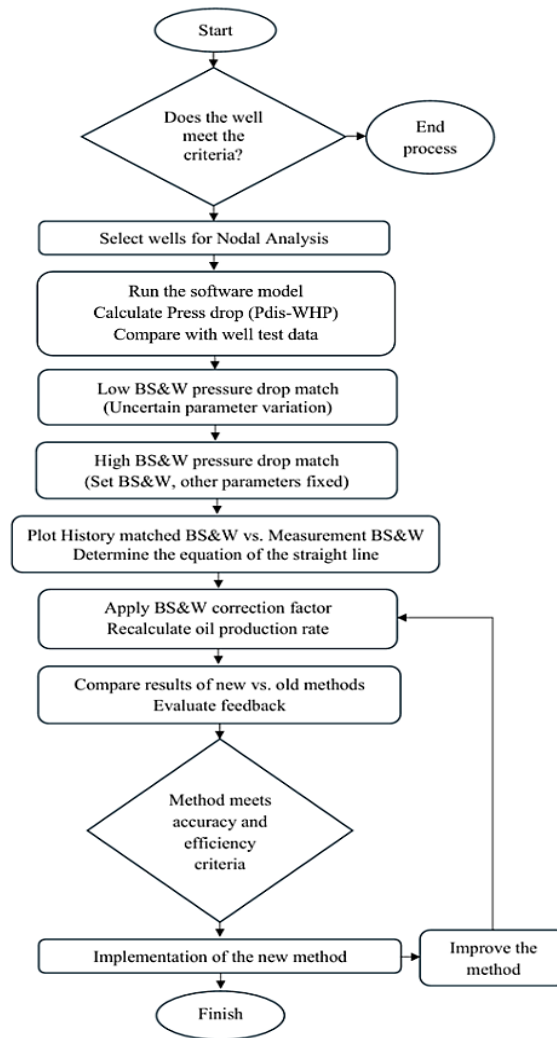 Start
Does the well
meet the
criteria?
End
process
Select wells for Nodal Analysis
Run the software model
Calculate Press drop (Pdis-WHP)
Compare with well test data
Low BS&W pressure drop match
(Uncertain parameter variation)
High BS&W pressure drop match
(Set BS&W, other parameters fixed)
Plot History matched BS&W vs. Measurement BS&W
Determine the equation of the straight line
Apply BS&W correction factor
Recalculate oil production rate
Compare results of new vs. old methods
Evaluate feedback
Method meets
accuracy and
efficiency
criteria
Implementation of the new method
Improve the
method
Finish